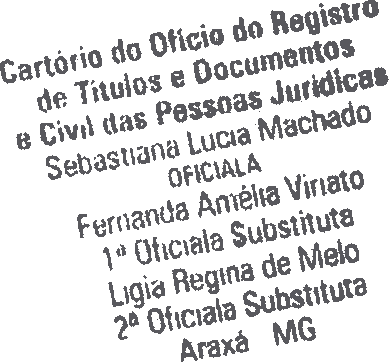 Cartório do Ofício do Registro
de Títulos e Documentos
e Civil das Pessoas Jurídicas
Sebastiana Lucia Machado
OFICIALA
Fernanda Amélia Viriato
1ª Oficiala Substituta
Ligia Regina de Melo
2ª Oficiala Substituta
Araxá MG